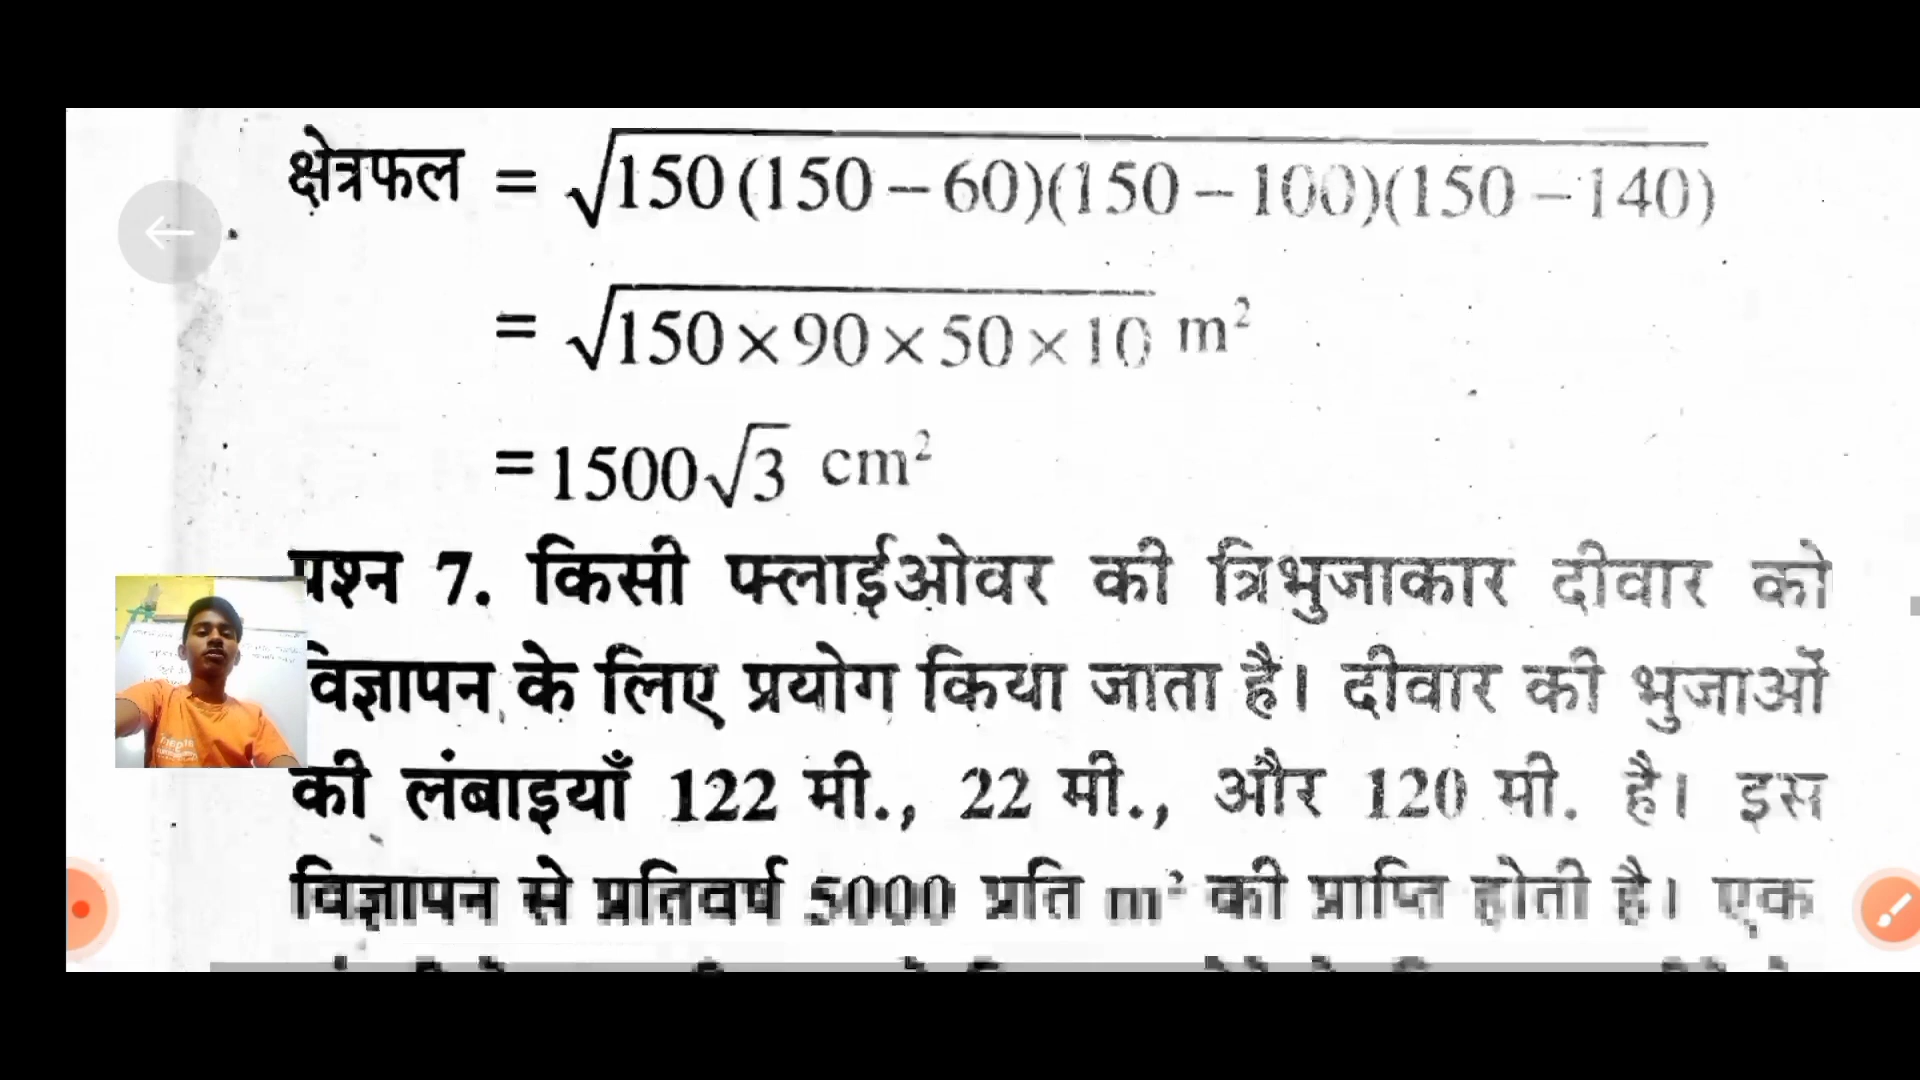 क्षेत्रफल = √150(150 – 60)(150 – 100)(150 – 140)
= √150 × 90 × 50 × 10 m²
= 1500√3 cm²
प्रश्न 7. किसी फ्लाईओवर की त्रिभुजाकार दीवार को
विज्ञापन के लिए प्रयोग किया जाता है। दीवार की भुजाओं
की लंबाइयाँ 122 मी., 22 मी., और 120 मी. है। इस
विज्ञापन से प्रतिवर्ष 5000 प्रति m² की प्राप्ति होती है। एक